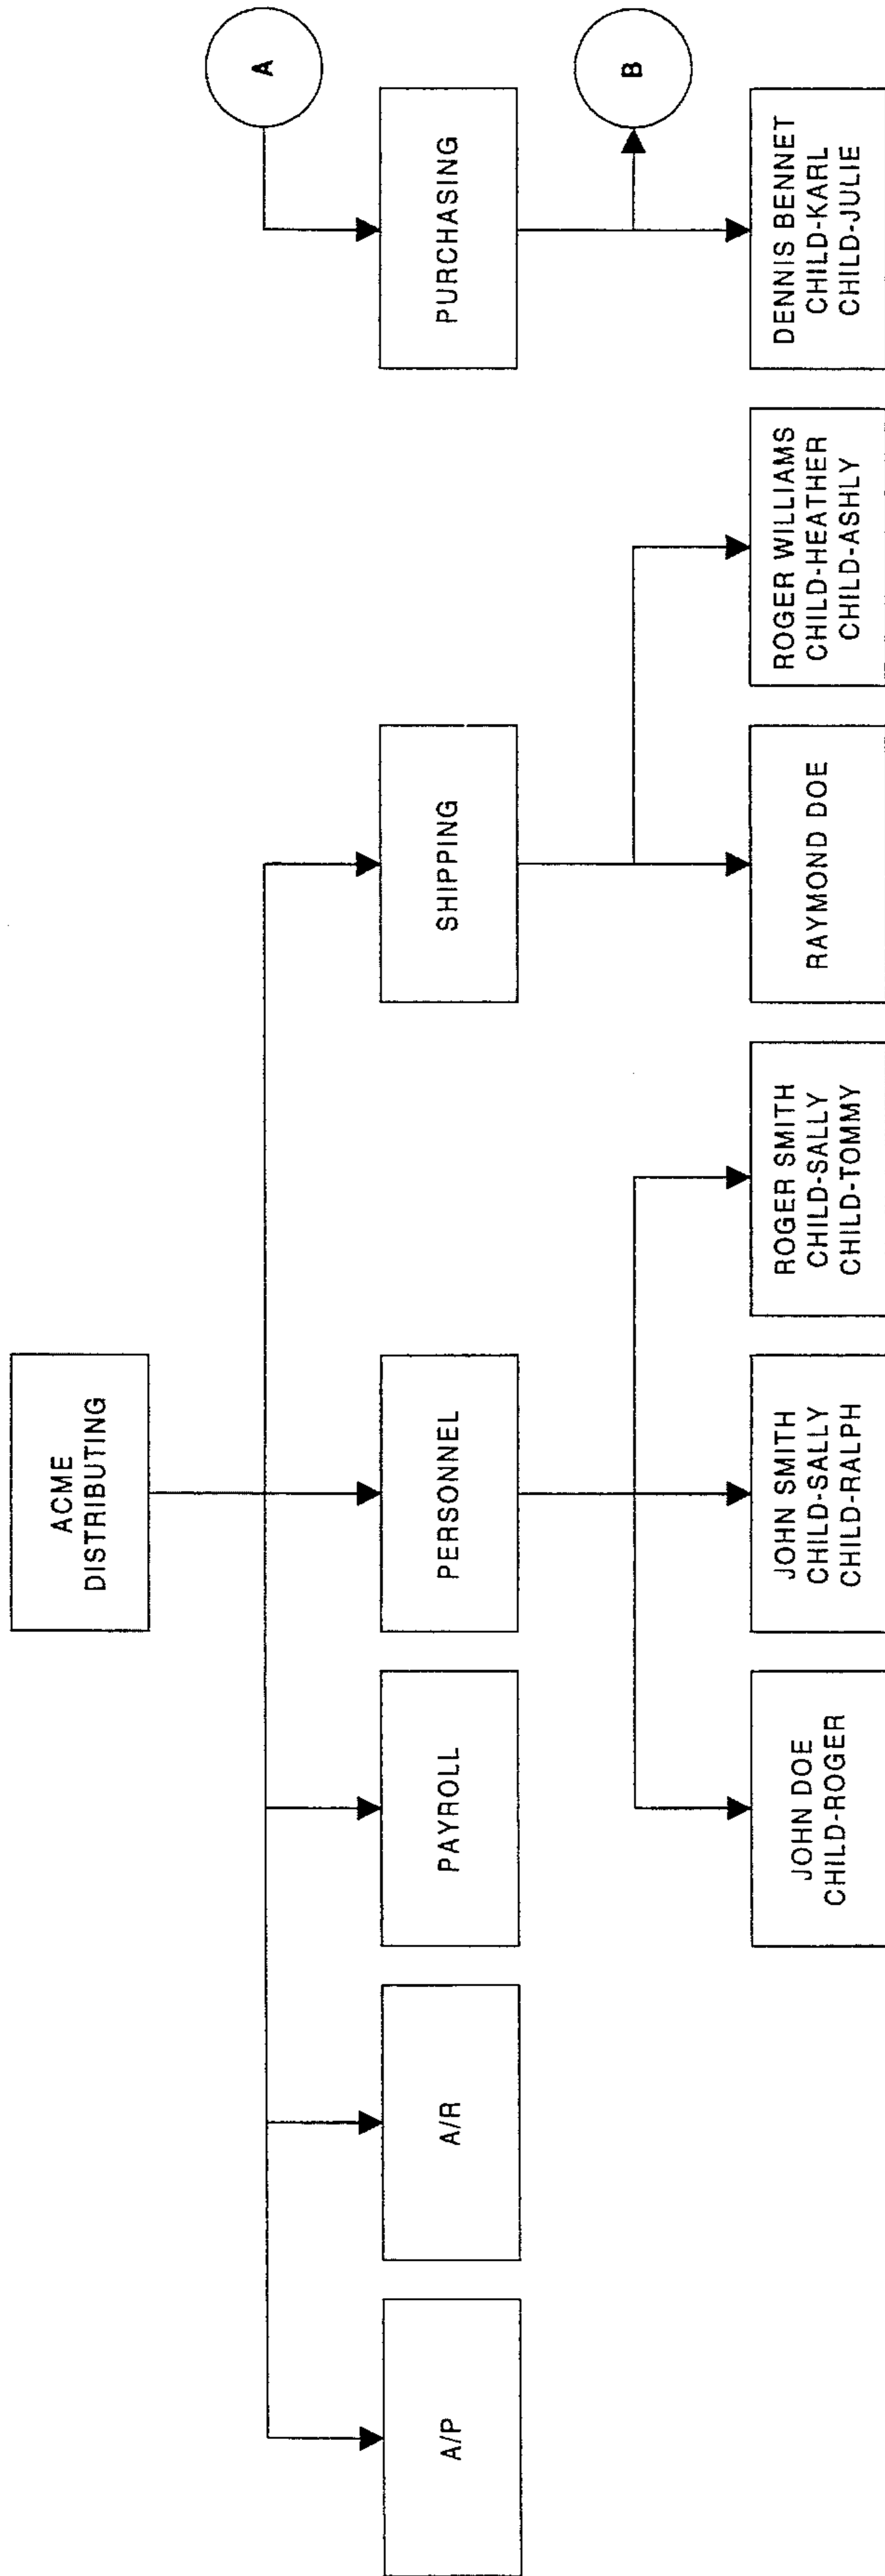 ACME
DISTRIBUTING
A
A/P
A/R
PAYROLL
PERSONNEL
SHIPPING
PURCHASING
B
JOHN DOE
CHILD-ROGER
JOHN SMITH
CHILD-SALLY
CHILD-RALPH
ROGER SMITH
CHILD-SALLY
CHILD-TOMMY
RAYMOND DOE
ROGER WILLIAMS
CHILD-HEATHER
CHILD-ASHLY
DENNIS BENNET
CHILD-KARL
CHILD-JULIE